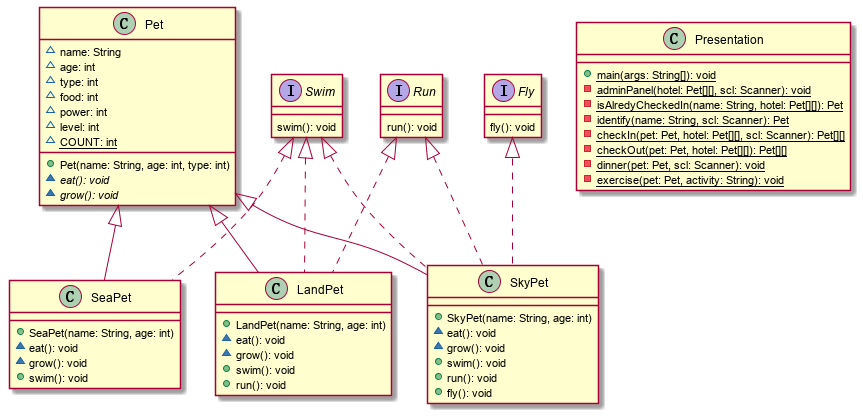 C Pet
name: String
age: int
type: int
food: int
power: int
level: int
COUNT: int
Pet(name: String, age: int, type: int)
eat(): void
grow(): void
I Swim
swim(): void
I Run
run(): void
I Fly
fly(): void
C Presentation
main(args: String[]): void
adminPanel(hotel: Pet[][], scl: Scanner): void
isAlredyCheckedIn(name: String, hotel: Pet[][]): Pet
identify(name: String, scl: Scanner): Pet
checkIn(pet: Pet, hotel: Pet[][], scl: Scanner): Pet[][]
checkOut(pet: Pet, hotel: Pet[][]): Pet[][]
dinner(pet: Pet, scl: Scanner): void
exercise(pet: Pet, activity: String): void
C SeaPet
SeaPet(name: String, age: int)
eat(): void
grow(): void
swim(): void
C LandPet
LandPet(name: String, age: int)
eat(): void
grow(): void
swim(): void
run(): void
C SkyPet
SkyPet(name: String, age: int)
eat(): void
grow(): void
swim(): void
run(): void
fly(): void